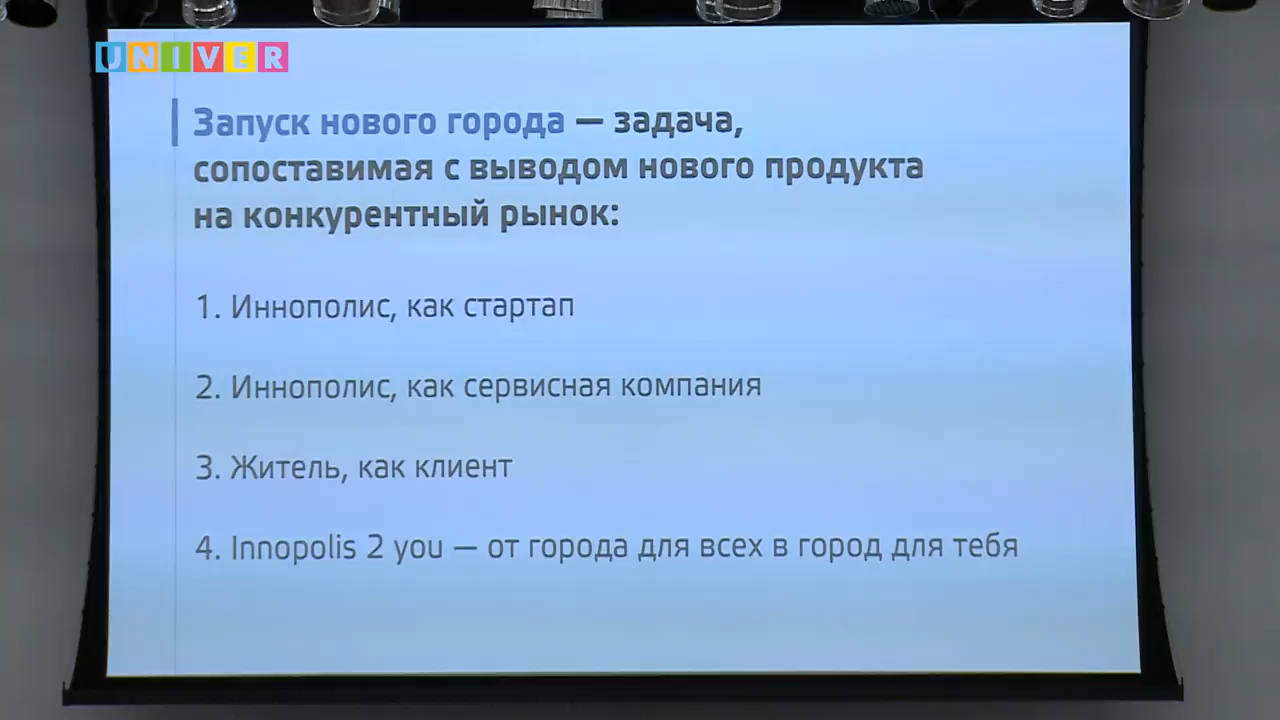 UNIVER
Запуск нового города — задача,
сопоставимая с выводом нового продукта
на конкурентный рынок:
1. Иннополис, как стартап
2. Иннополис, как сервисная компания
3. Житель, как клиент
4. Innopolis 2 you — от города для всех в город для тебя